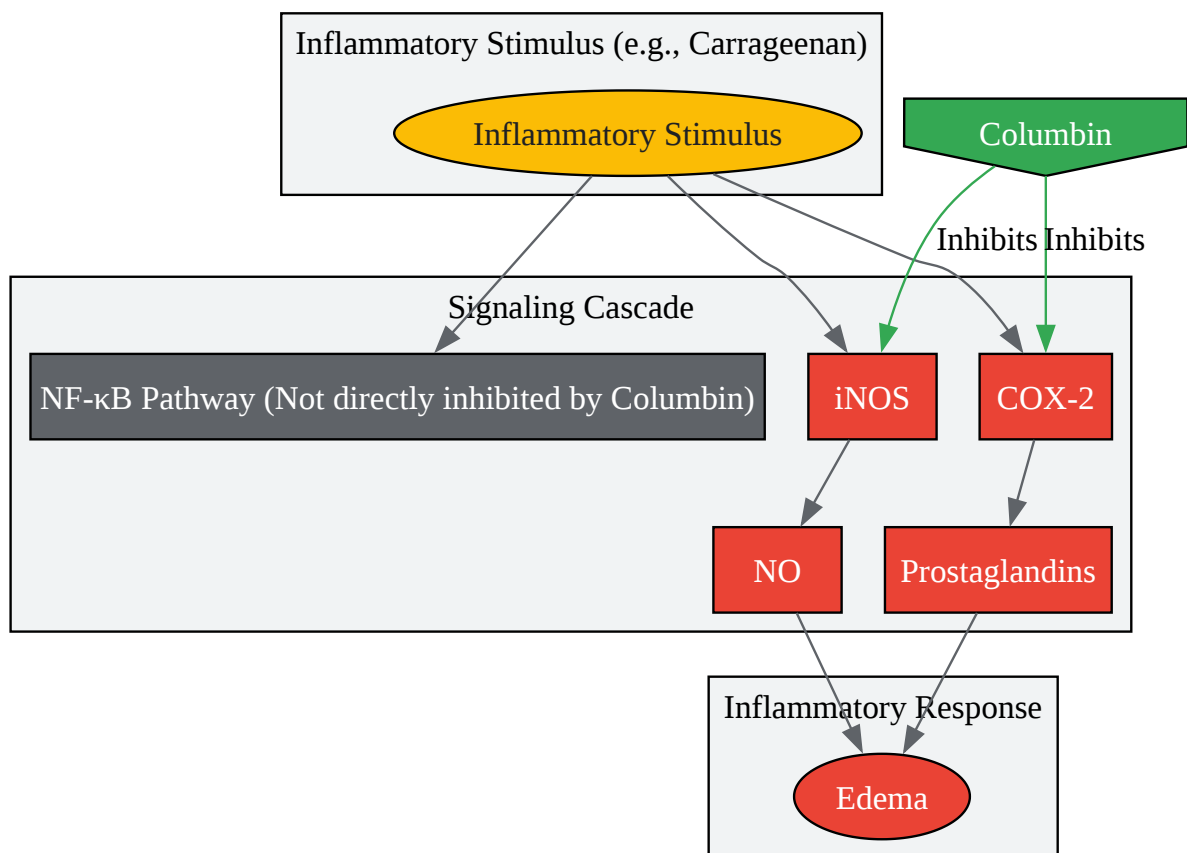 Inflammatory Stimulus (e.g., Carrageenan)
Inflammatory Stimulus
Columbin
Inhibits
Inhibits
Signaling Cascade
NF-κB Pathway (Not directly inhibited by Columbin)
iNOS
COX-2
NO
Prostaglandins
Inflammatory Response
Edema